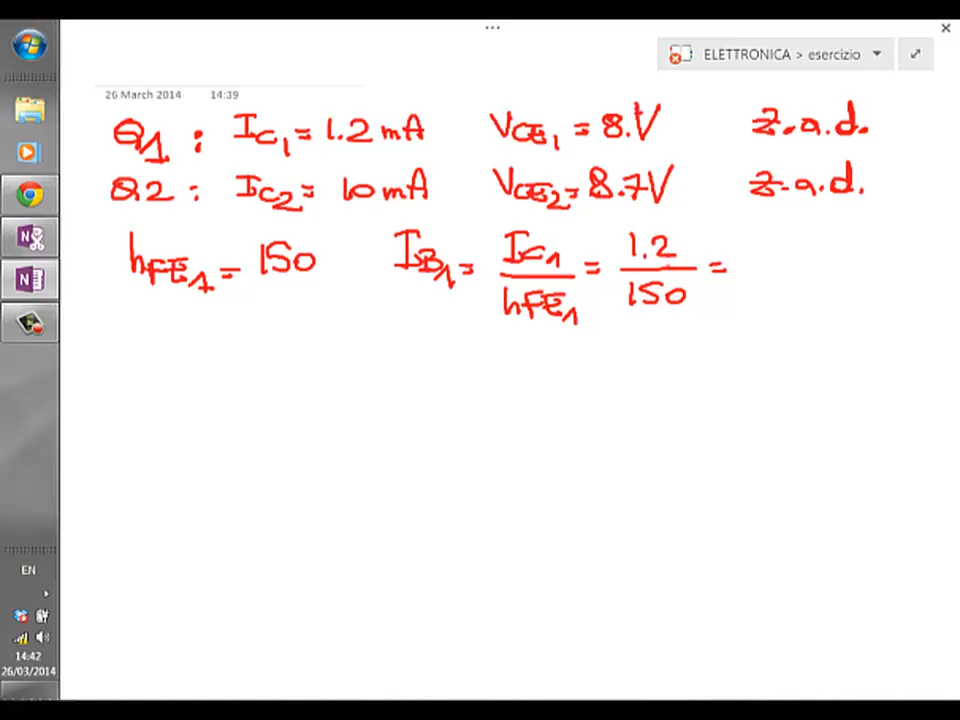 ELETTRONICA > esercizio
26 March 2014 14:39
Q1 : IC1 = 1.2 mA VCE1 = 8.V z.a.d.
Q2 : IC2 = 10 mA VCE2 = 8.7V z.a.d.
hFE1 = 150 IB1 = IC1 / hFE1 = 1.2 / 150 =
EN
14:42
26/03/2014